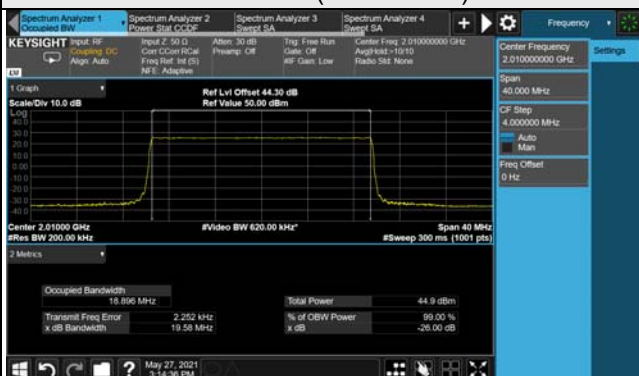 Spectrum Analyzer 1
Occupied BW
Spectrum Analyzer 2
Power Stat CCDF
Spectrum Analyzer 3
Swept SA
Spectrum Analyzer 4
Swept SA
Frequency
KEYSIGHT
Input: RF
Coupling: DC
Align: Auto
Input Z: 50 Ω
Corr CCorr RCal
Freq Ref: Int (S)
NFE: Adaptive
Atten: 30 dB
Preamp: Off
Trig: Free Run
Gate: Off
#IF Gain: Low
Center Freq: 2.010000000 GHz
Avg|Hold:>10/10
Radio Std: None
LXI
Center Frequency
2.010000000 GHz
Settings
Span
40.000 MHz
CF Step
4.000000 MHz
Auto
Man
Freq Offset
0 Hz
1 Graph
Scale/Div 10.0 dB
Ref Lvl Offset 44.30 dB
Ref Value 50.00 dBm
Log
40.0
30.0
20.0
10.0
0.00
-10.0
-20.0
-30.0
-40.0
Center 2.01000 GHz
#Res BW 200.00 kHz
#Video BW 620.00 kHz*
Span 40 MHz
#Sweep 300 ms (1001 pts)
2 Metrics
Occupied Bandwidth
18.896 MHz
Total Power
44.9 dBm
Transmit Freq Error
2.252 kHz
% of OBW Power
99.00 %
x dB Bandwidth
19.58 MHz
x dB
-26.00 dB
May 27, 2021
3:14:36 PM